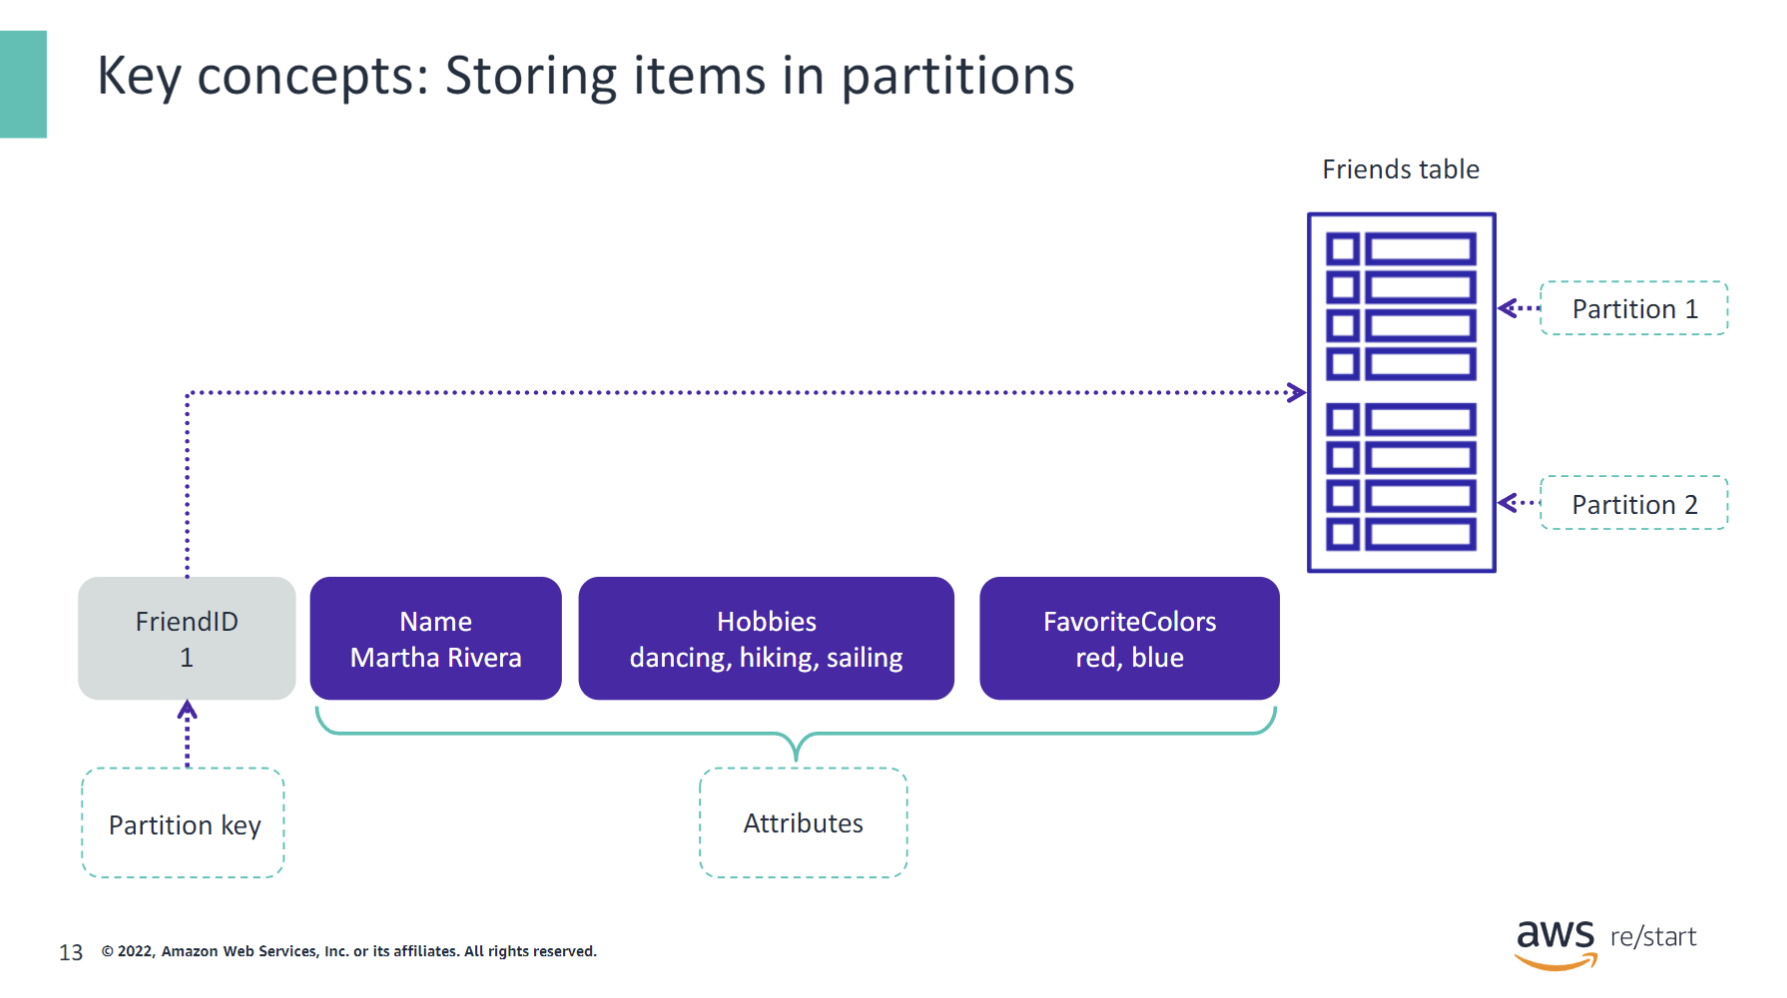 Key concepts: Storing items in partitions
Friends table
Partition 1
Partition 2
FriendID
1
Name
Martha Rivera
Hobbies
dancing, hiking, sailing
FavoriteColors
red, blue
Partition key
Attributes
13
© 2022, Amazon Web Services, Inc. or its affiliates. All rights reserved.
aws re/start